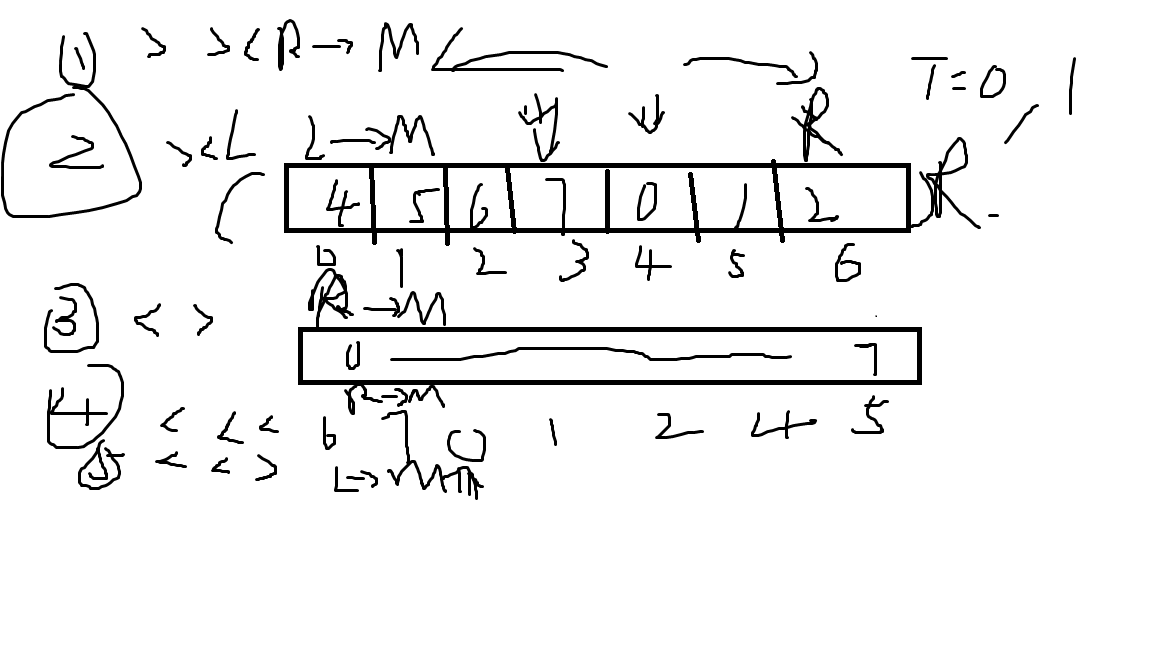 ① > > < R → M
T = 0 , 1
2 > < L L → M R
4 5 6 7 0 1 2 R
0 1 2 3 4 5 6
③ < > R → M
0 7
R → M
④ < < < 6 7 0 1 2 4 5
⑤ < < > L → M